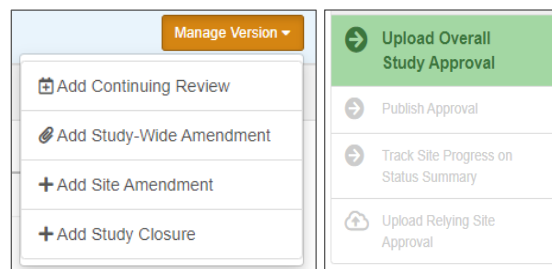 Manage Version
Add Continuing Review
Add Study-Wide Amendment
Add Site Amendment
Add Study Closure
Upload Overall
Study Approval
Publish Approval
Track Site Progress on
Status Summary
Upload Relying Site
Approval